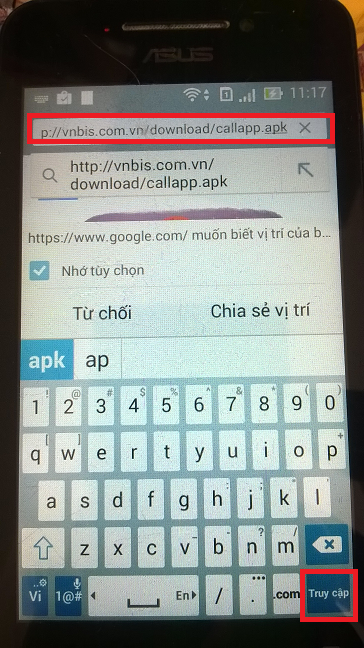 ASUS
1 11:17
p://vnbis.com.vn/download/callapp.apk
http://vnbis.com.vn/
download/callapp.apk
https://www.google.com/ muốn biết vị trí của b...
Nhớ tùy chọn
Từ chối Chia sẻ vị trí
apk ap
! @ # $ % ^ & * ( )
1 2 3 4 5 6 7 8 9 0
[ ] +
q w e r t y u i o p
a s d f g h j k l
z x c v b n m
Vi 1@# En / . .com Truy cập